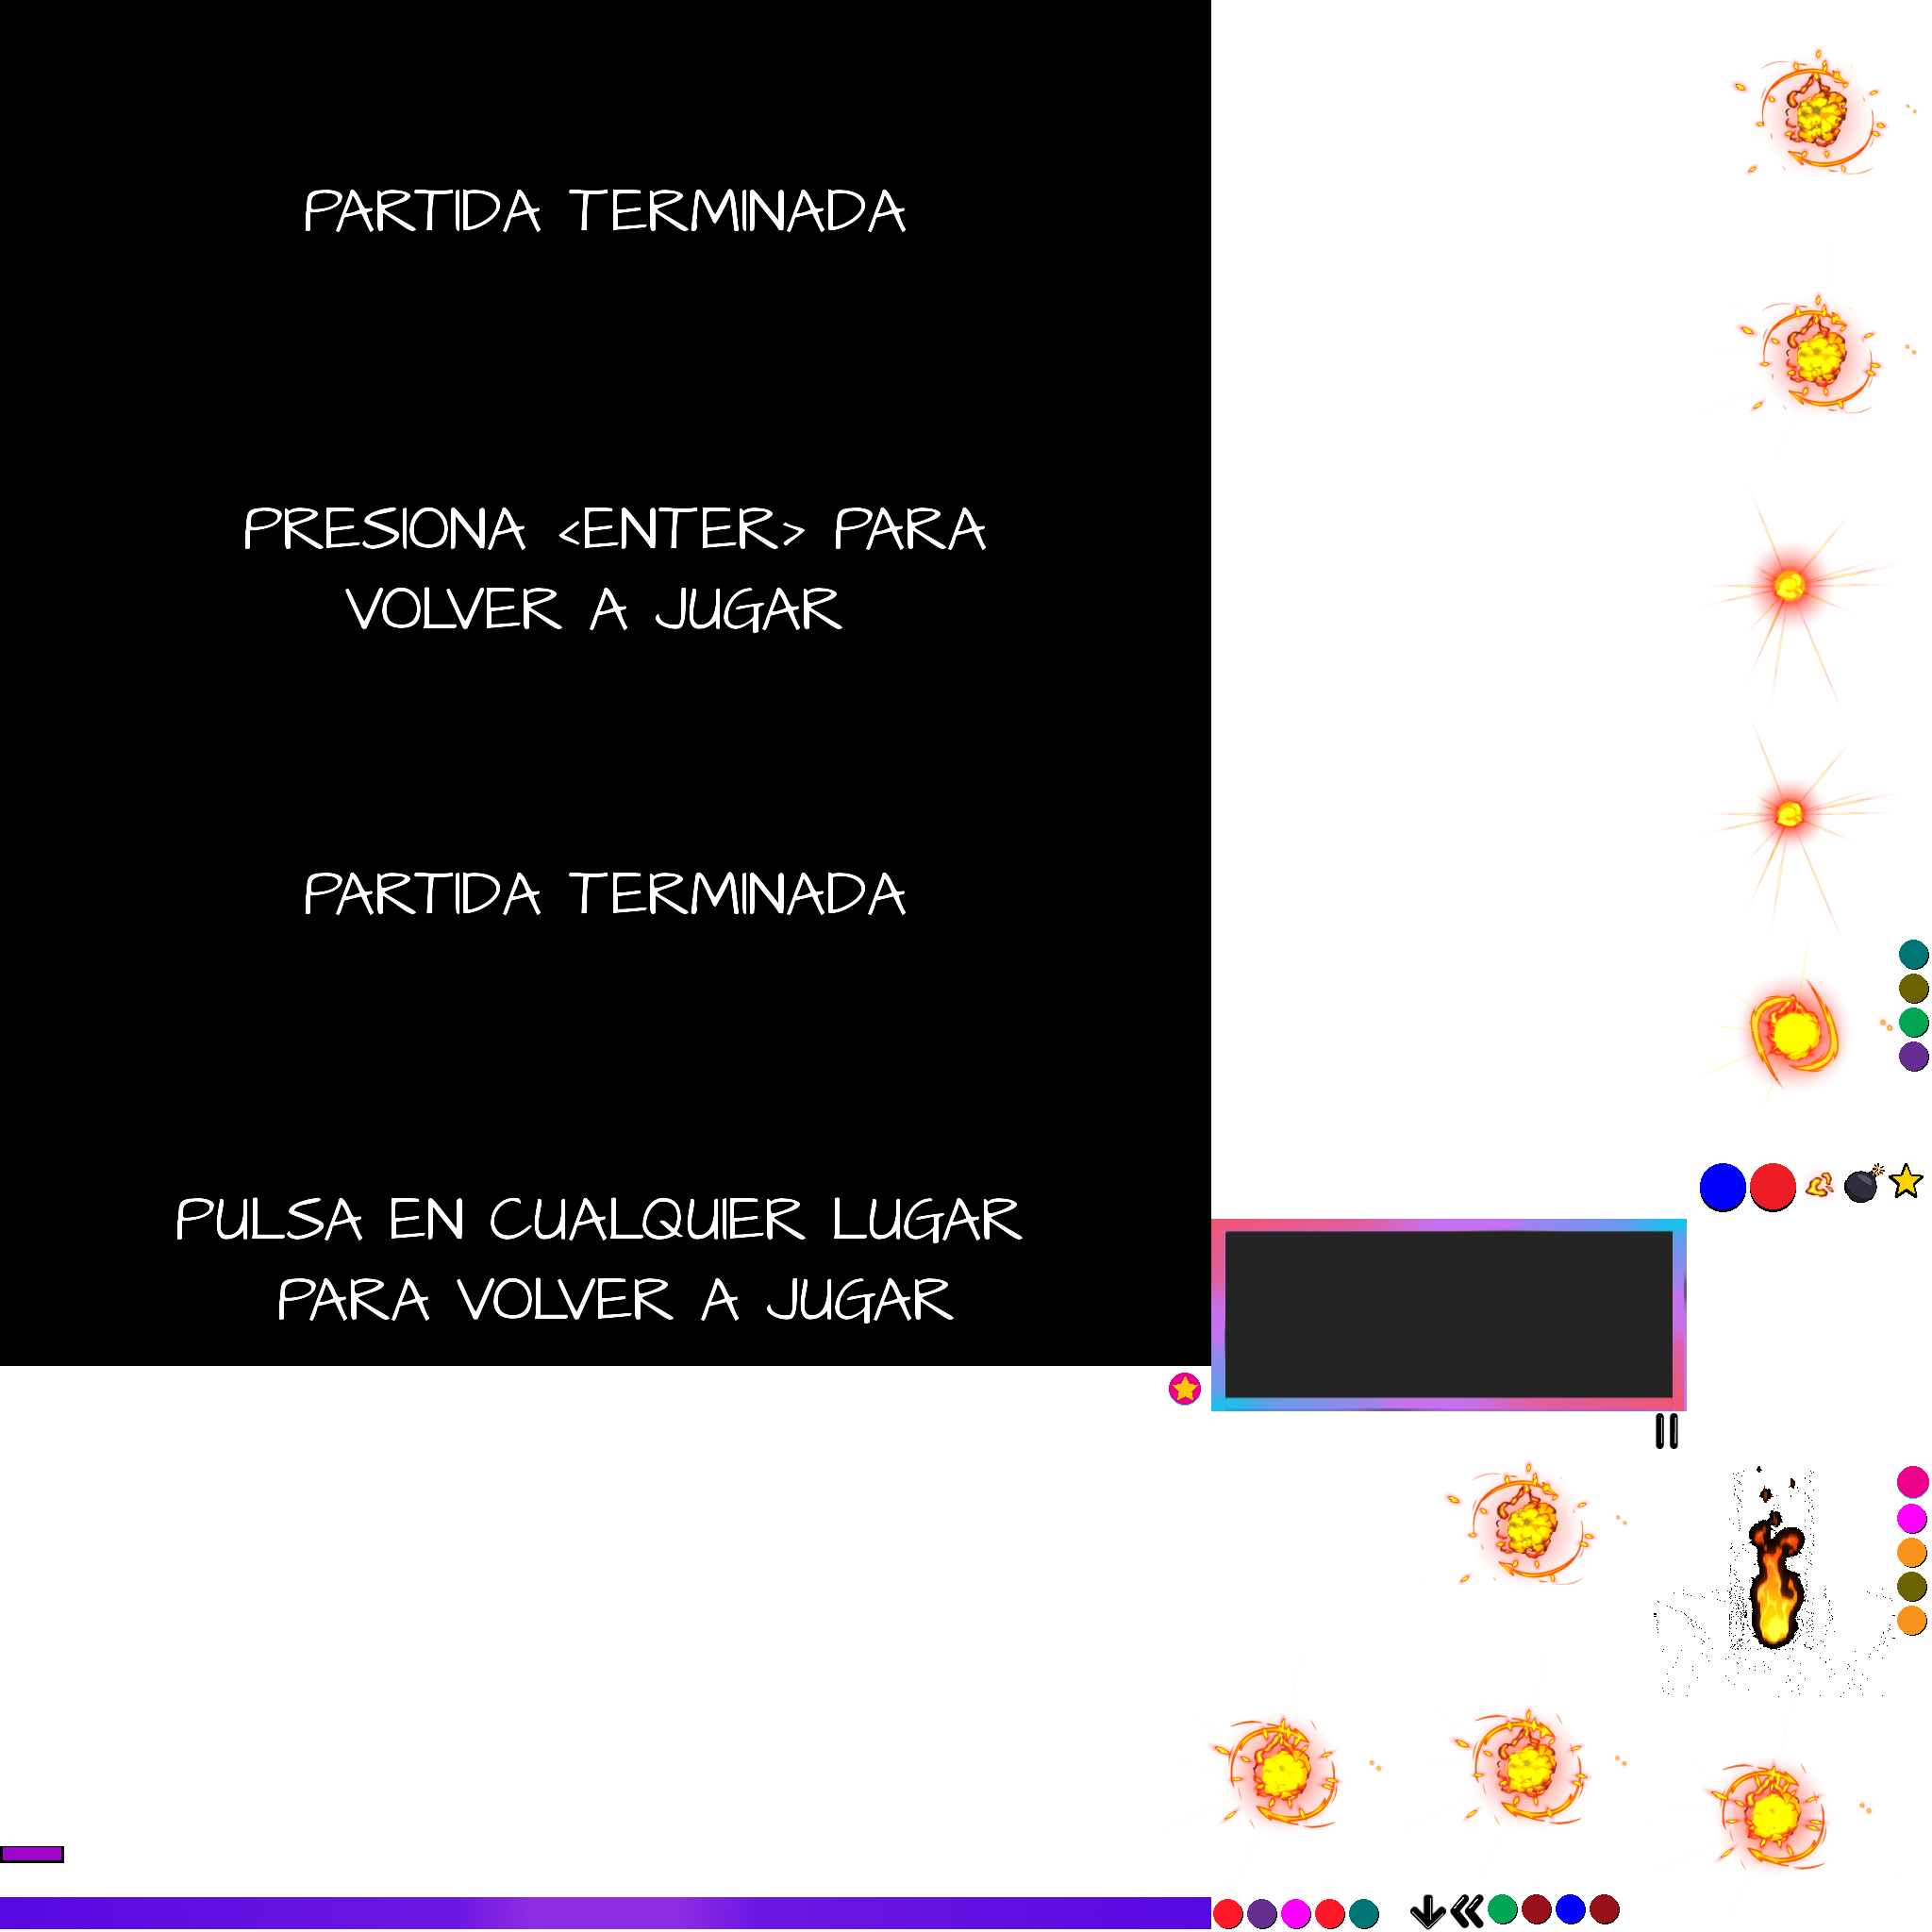 PARTIDA TERMINADA
PRESIONA <ENTER> PARA
VOLVER A JUGAR
PARTIDA TERMINADA
PULSA EN CUALQUIER LUGAR
PARA VOLVER A JUGAR